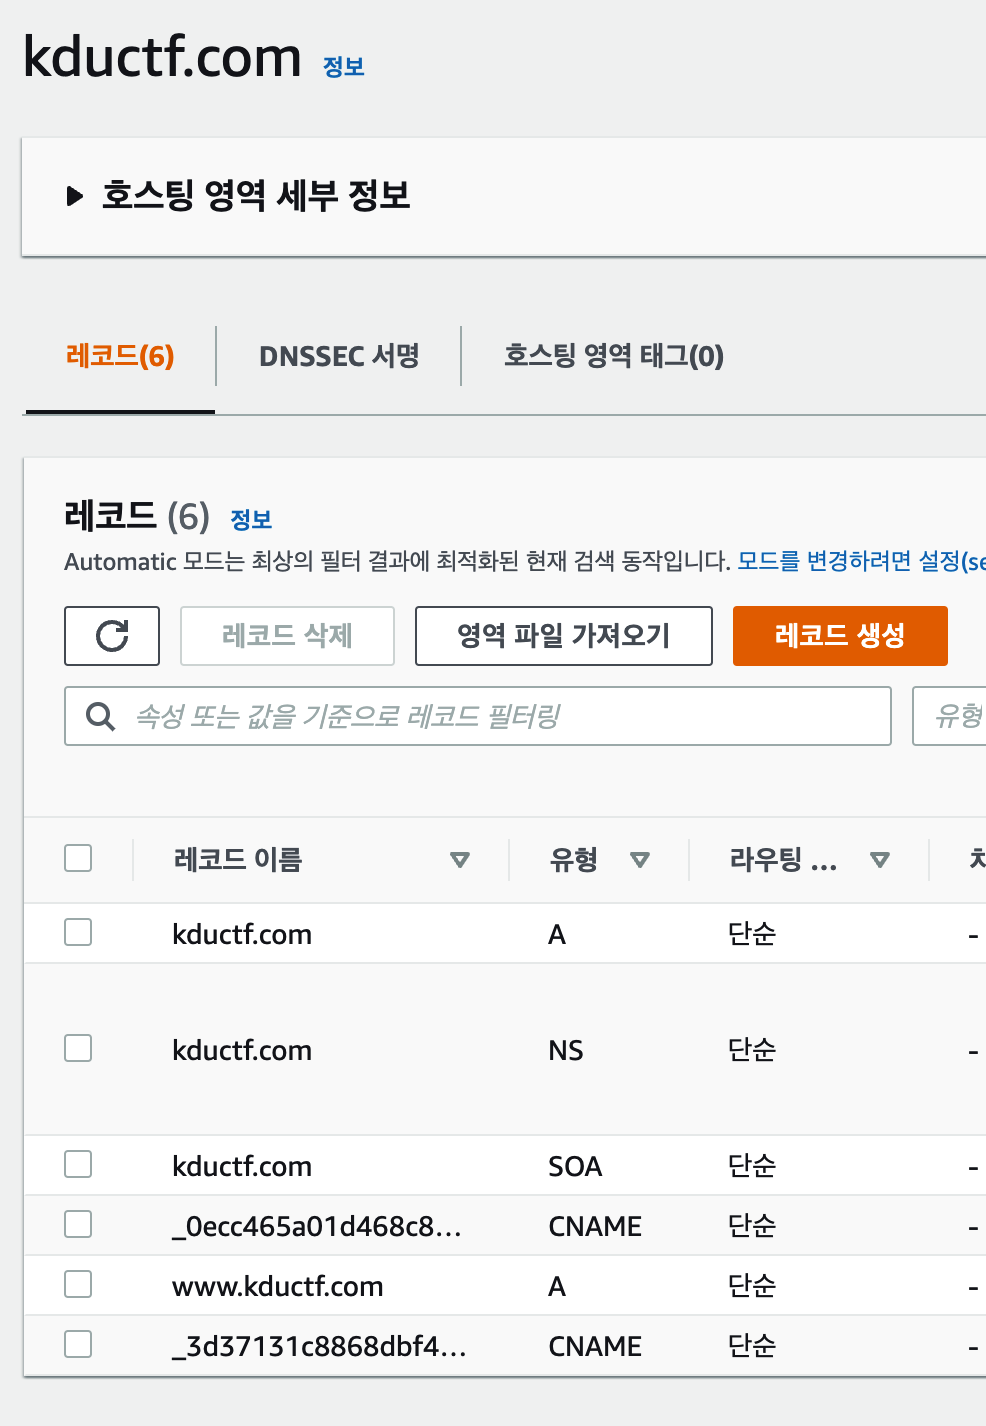 kductf.com 정보
호스팅 영역 세부 정보
레코드(6) DNSSEC 서명 호스팅 영역 태그(0)
레코드 (6) 정보
Automatic 모드는 최상의 필터 결과에 최적화된 현재 검색 동작입니다. 모드를 변경하려면 설정(se
레코드 삭제 영역 파일 가져오기 레코드 생성
속성 또는 값을 기준으로 레코드 필터링 유형
레코드 이름 유형 라우팅 ...
kductf.com A 단순 -
kductf.com NS 단순 -
kductf.com SOA 단순 -
_0ecc465a01d468c8... CNAME 단순 -
www.kductf.com A 단순 -
_3d37131c8868dbf4... CNAME 단순 -